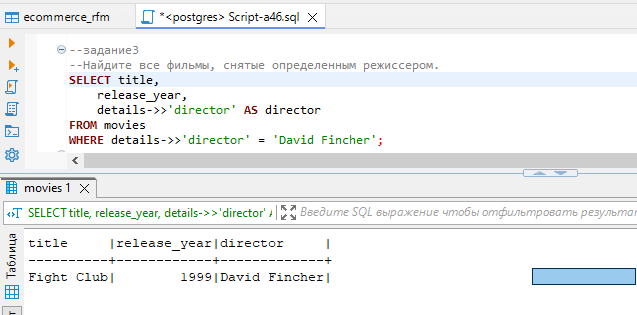 ecommerce_rfm
*<postgres> Script-a46.sql
--задание3
--Найдите все фильмы, снятые определенным режиссером.
SELECT title,
release_year,
details->>'director' AS director
FROM movies
WHERE details->>'director' = 'David Fincher';
movies 1
SELECT title, release_year, details->>'director' A
Введите SQL выражение чтобы отфильтровать результат
Таблица
title |release_year|director |
----------+------------+-------------+
Fight Club| 1999|David Fincher|